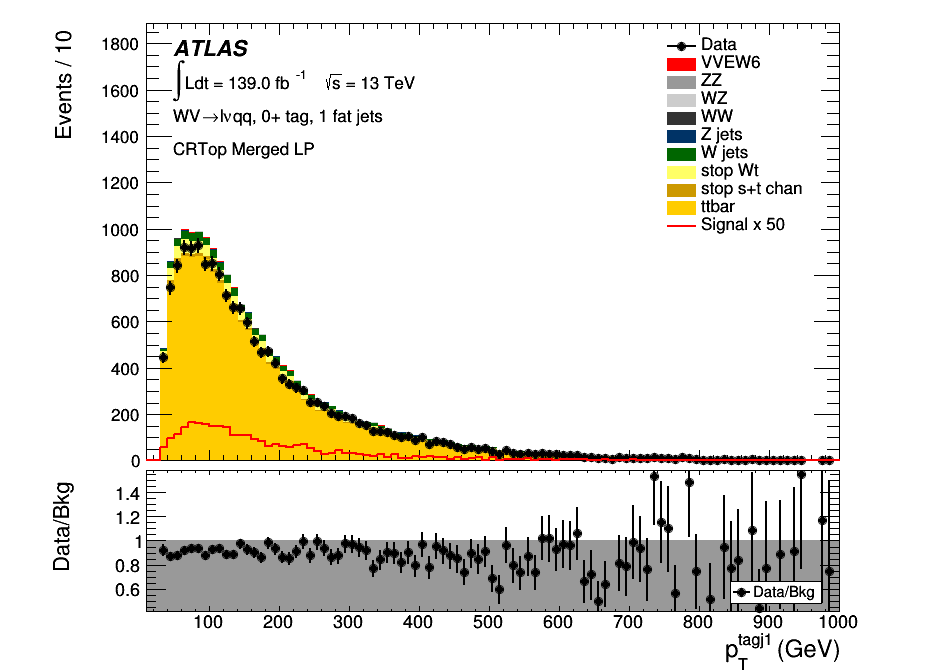 Events / 10
1800
1600
1400
1200
1000
800
600
400
200
0
ATLAS
∫Ldt = 139.0 fb⁻¹ √s = 13 TeV
WV→lνqq, 0+ tag, 1 fat jets
CRTop Merged LP
Data
VVEW6
ZZ
WZ
WW
Z jets
W jets
stop Wt
stop s+t chan
ttbar
Signal x 50
Data/Bkg
1.4
1.2
1
0.8
0.6
Data/Bkg
100 200 300 400 500 600 700 800 900 1000
p_T^tagj1 (GeV)